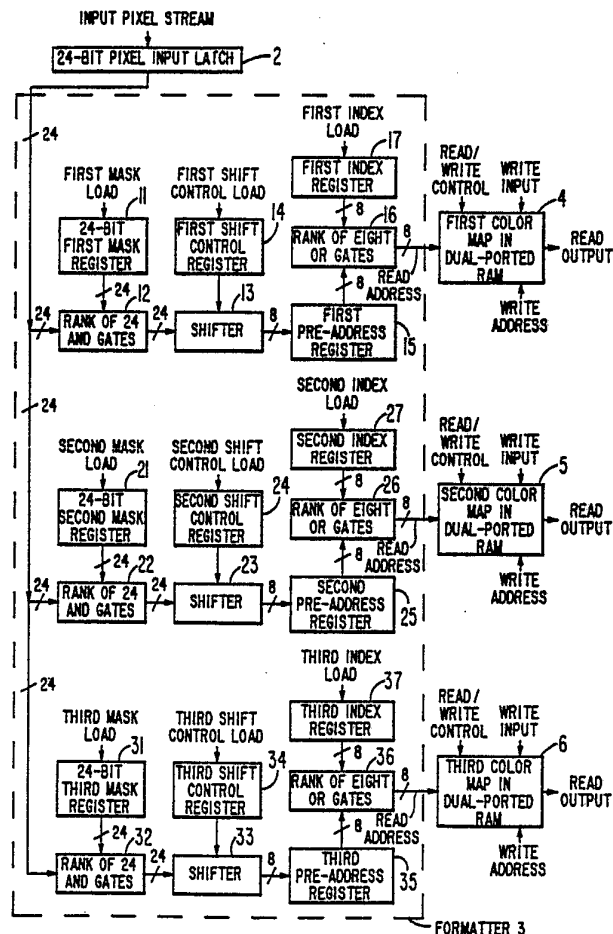 INPUT PIXEL STREAM
24-BIT PIXEL INPUT LATCH
2
24
FIRST INDEX
LOAD
17
FIRST MASK
LOAD
FIRST SHIFT
CONTROL LOAD
FIRST INDEX
REGISTER
READ/
WRITE
CONTROL
WRITE
INPUT
11
14
8
16
4
24-BIT
FIRST MASK
REGISTER
FIRST SHIFT
CONTROL
REGISTER
RANK OF EIGHT
OR GATES
8
READ
ADDRESS
FIRST COLOR
MAP IN
DUAL-PORTED
RAM
READ
OUTPUT
24
12
13
8
24
RANK OF 24
AND GATES
24
SHIFTER
8
FIRST
PRE-ADDRESS
REGISTER
15
WRITE
ADDRESS
24
SECOND INDEX
LOAD
27
SECOND MASK
LOAD
SECOND SHIFT
CONTROL LOAD
SECOND INDEX
REGISTER
READ/
WRITE
CONTROL
WRITE
INPUT
21
24
8
26
5
24-BIT
SECOND MASK
REGISTER
SECOND SHIFT
CONTROL
REGISTER
RANK OF EIGHT
OR GATES
8
READ
ADDRESS
SECOND COLOR
MAP IN
DUAL-PORTED
RAM
READ
OUTPUT
24
22
23
8
24
RANK OF 24
AND GATES
24
SHIFTER
8
SECOND
PRE-ADDRESS
REGISTER
25
WRITE
ADDRESS
24
THIRD INDEX
LOAD
37
THIRD MASK
LOAD
THIRD SHIFT
CONTROL LOAD
THIRD INDEX
REGISTER
READ/
WRITE
CONTROL
WRITE
INPUT
31
34
8
36
6
24-BIT
THIRD MASK
REGISTER
THIRD SHIFT
CONTROL
REGISTER
RANK OF EIGHT
OR GATES
8
READ
ADDRESS
THIRD COLOR
MAP IN
DUAL-PORTED
RAM
READ
OUTPUT
24
32
33
8
RANK OF 24
AND GATES
24
SHIFTER
8
THIRD
PRE-ADDRESS
REGISTER
35
WRITE
ADDRESS
FORMATTER 3